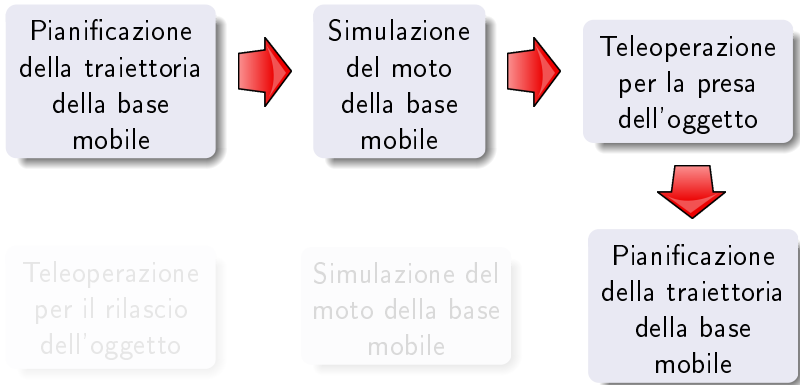 Pianificazione
della traiettoria
della base
mobile
Simulazione
del moto
della base
mobile
Teleoperazione
per la presa
dell'oggetto
Pianificazione
della traiettoria
della base
mobile
Simulazione del
moto della base
mobile
Teleoperazione
per il rilascio
dell'oggetto